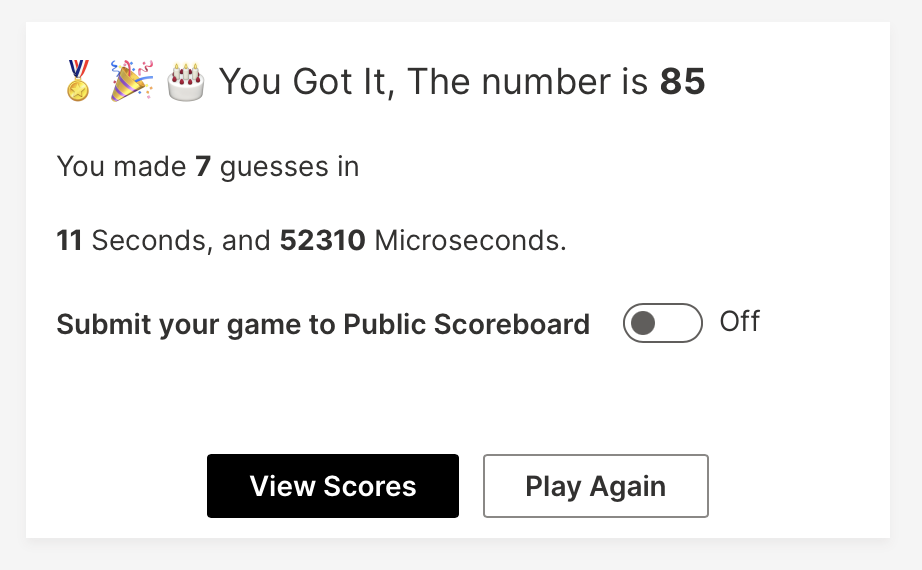 🏅 🎉 🎂 You Got It, The number is 85
You made 7 guesses in
11 Seconds, and 52310 Microseconds.
Submit your game to Public Scoreboard Off
View Scores Play Again